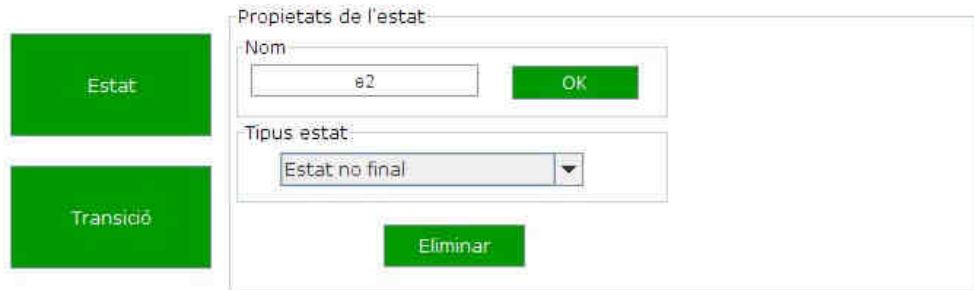 Propietats de l'estat
Nom
Estat
e2
OK
Tipus estat
Estat no final
Transició
Eliminar